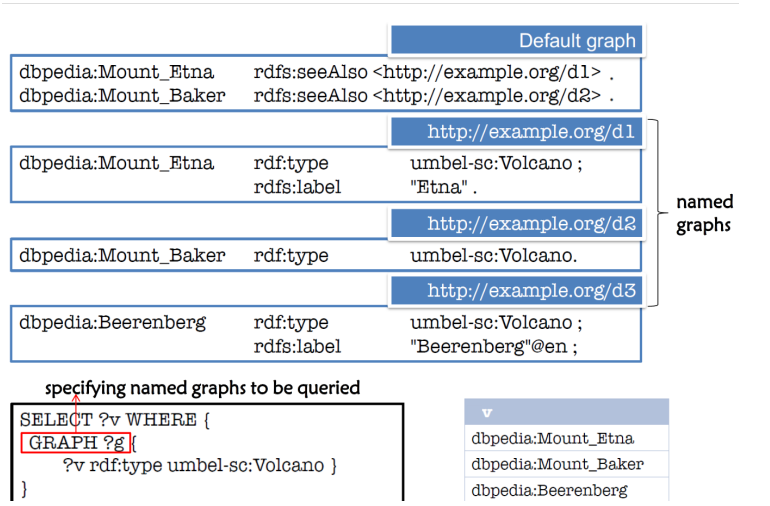 Default graph
dbpedia:Mount_Etna rdfs:seeAlso <http://example.org/d1> .
dbpedia:Mount_Baker rdfs:seeAlso <http://example.org/d2> .
http://example.org/d1
dbpedia:Mount_Etna rdf:type umbel-sc:Volcano ;
rdfs:label "Etna" .
named
graphs
http://example.org/d2
dbpedia:Mount_Baker rdf:type umbel-sc:Volcano.
http://example.org/d3
dbpedia:Beerenberg rdf:type umbel-sc:Volcano ;
rdfs:label "Beerenberg"@en ;
specifying named graphs to be queried
SELECT ?v WHERE {
GRAPH ?g {
?v rdf:type umbel-sc:Volcano }
}
v
dbpedia:Mount_Etna
dbpedia:Mount_Baker
dbpedia:Beerenberg